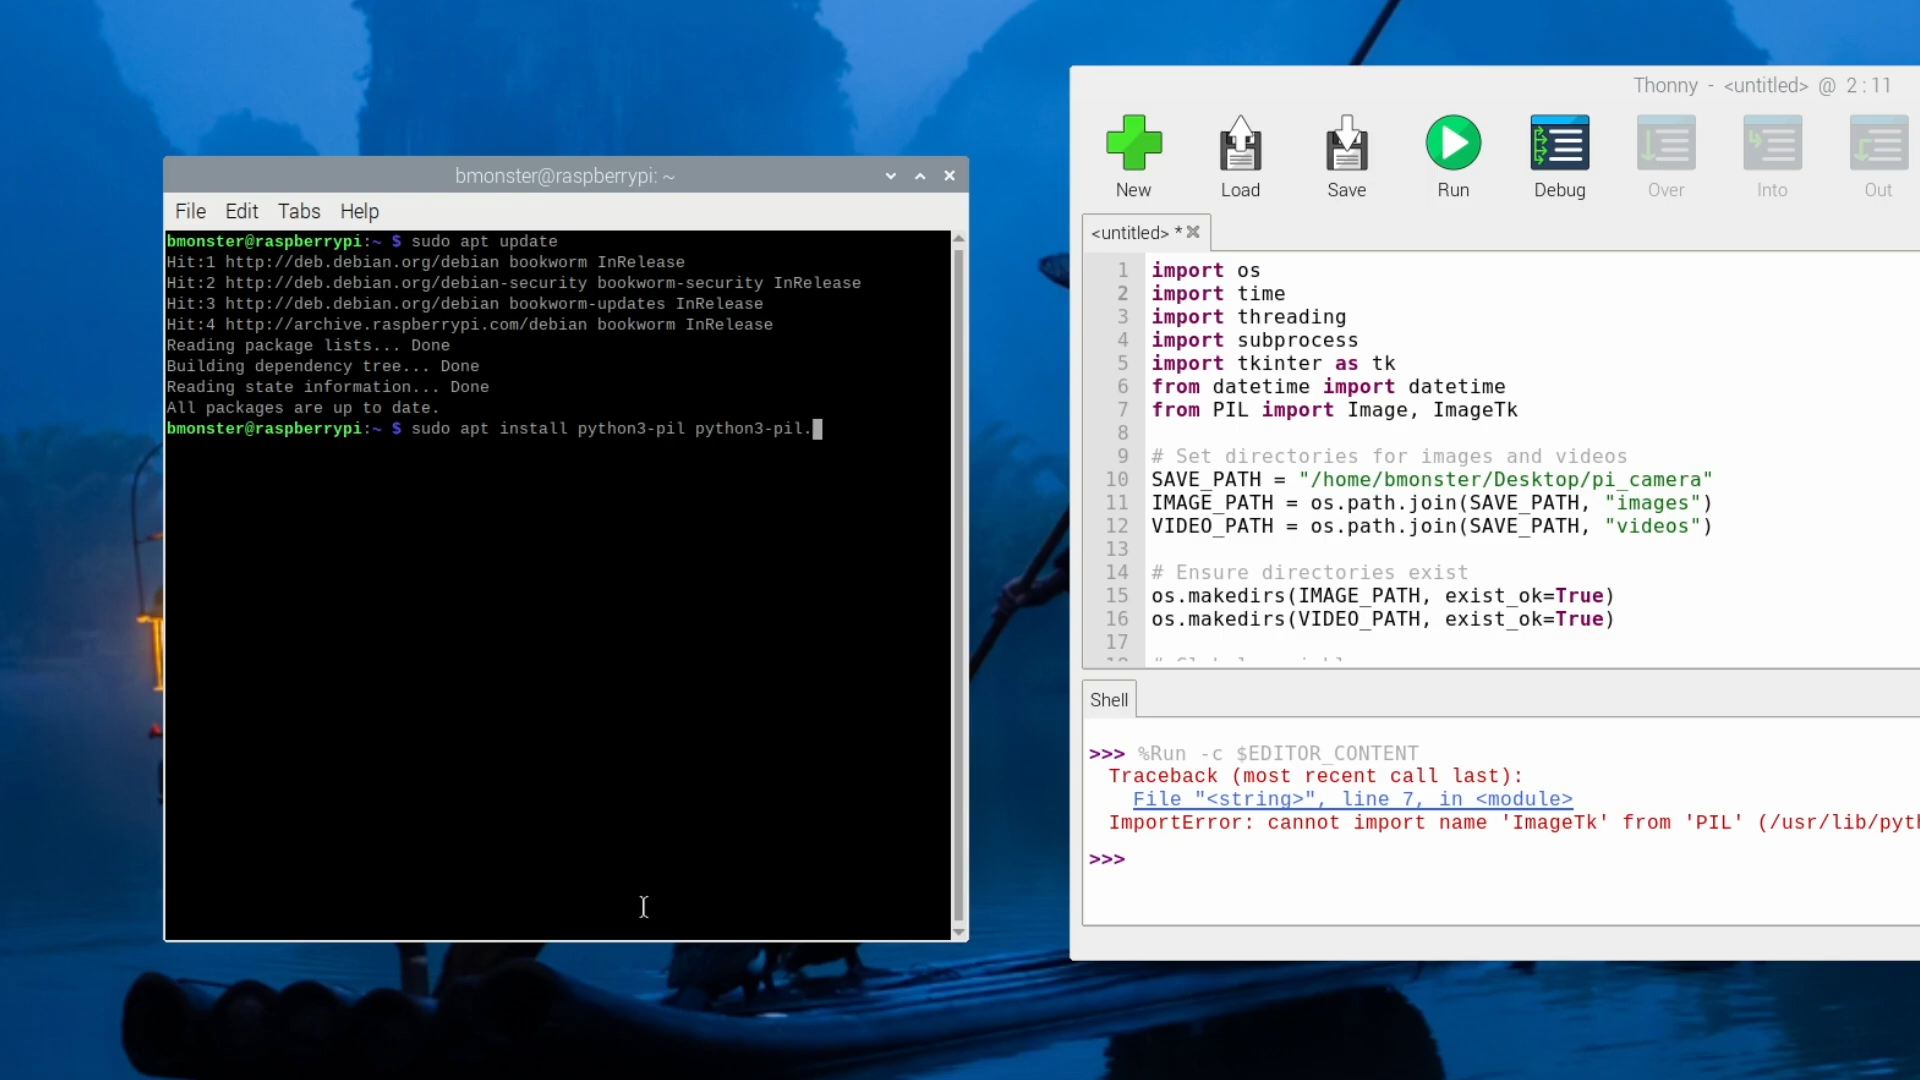 bmonster@raspberrypi: ~
File Edit Tabs Help
bmonster@raspberrypi:~ $ sudo apt update
Hit:1 http://deb.debian.org/debian bookworm InRelease
Hit:2 http://deb.debian.org/debian-security bookworm-security InRelease
Hit:3 http://deb.debian.org/debian bookworm-updates InRelease
Hit:4 http://archive.raspberrypi.com/debian bookworm InRelease
Reading package lists... Done
Building dependency tree... Done
Reading state information... Done
All packages are up to date.
bmonster@raspberrypi:~ $ sudo apt install python3-pil python3-pil.
Thonny - <untitled> @ 2:11
New Load Save Run Debug Over Into Out
<untitled> *
1 import os
2 import time
3 import threading
4 import subprocess
5 import tkinter as tk
6 from datetime import datetime
7 from PIL import Image, ImageTk
8
9 # Set directories for images and videos
10 SAVE_PATH = "/home/bmonster/Desktop/pi_camera"
11 IMAGE_PATH = os.path.join(SAVE_PATH, "images")
12 VIDEO_PATH = os.path.join(SAVE_PATH, "videos")
13
14 # Ensure directories exist
15 os.makedirs(IMAGE_PATH, exist_ok=True)
16 os.makedirs(VIDEO_PATH, exist_ok=True)
17
Shell
>>> %Run -c $EDITOR_CONTENT
Traceback (most recent call last):
File "<string>", line 7, in <module>
ImportError: cannot import name 'ImageTk' from 'PIL' (/usr/lib/pyth
>>>